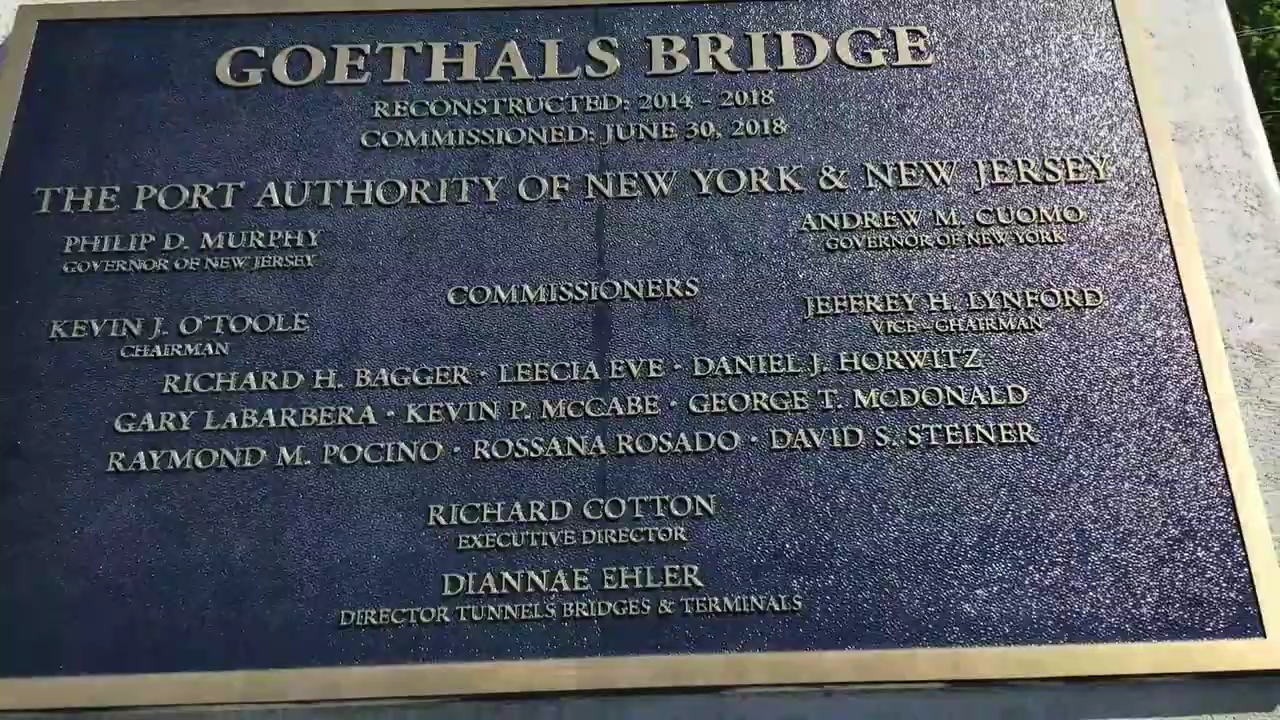 GOETHALS BRIDGE
RECONSTRUCTED: 2014 - 2018
COMMISSIONED: JUNE 30, 2018
THE PORT AUTHORITY OF NEW YORK & NEW JERSEY
PHILIP D. MURPHY
GOVERNOR OF NEW JERSEY
ANDREW M. CUOMO
GOVERNOR OF NEW YORK
COMMISSIONERS
KEVIN J. O'TOOLE
CHAIRMAN
JEFFREY H. LYNFORD
VICE-CHAIRMAN
RICHARD H. BAGGER · LEECIA EVE · DANIEL J. HORWITZ
GARY LABARBERA · KEVIN P. McCABE · GEORGE T. MCDONALD
RAYMOND M. POCINO · ROSSANA ROSADO · DAVID S. STEINER
RICHARD COTTON
EXECUTIVE DIRECTOR
DIANNAE EHLER
DIRECTOR TUNNELS BRIDGES & TERMINALS